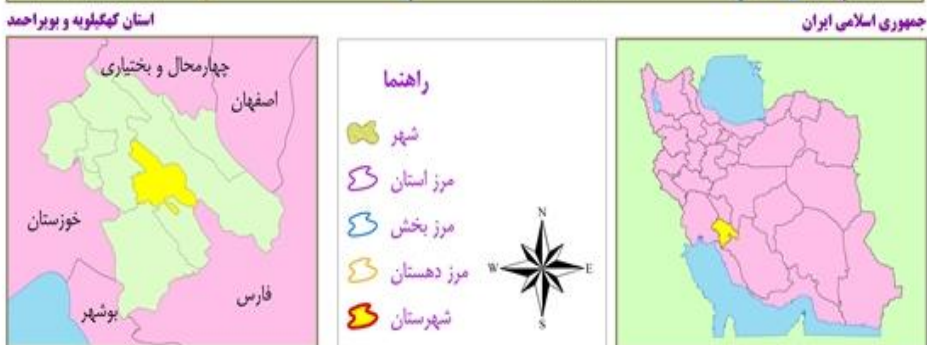 جمهوری اسلامی ایران
استان کهگیلویه و بویراحمد
راهنما
شهر
مرز استان
مرز بخش
مرز دهستان
شهرستان
N
W
E
S
چهارمحال و بختیاری
اصفهان
خوزستان
فارس
بوشهر